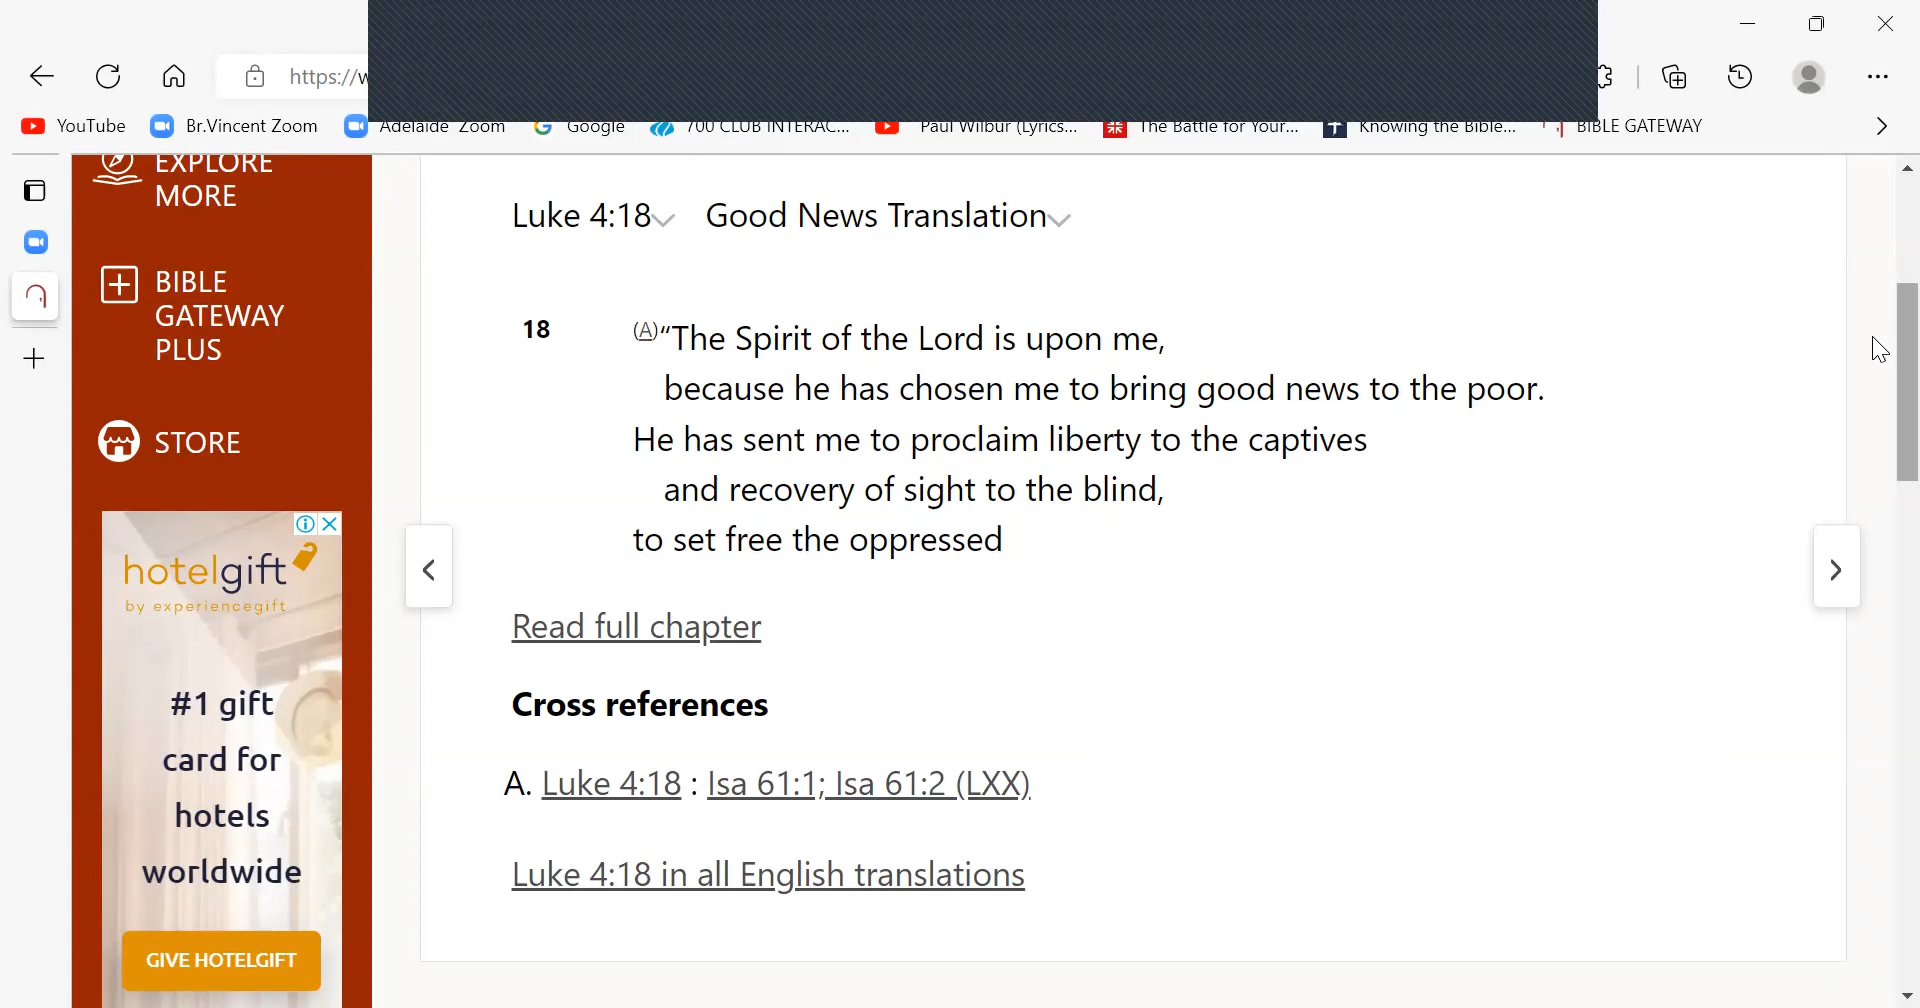 https://w
YouTube Br.Vincent Zoom Adelaide Zoom Google 700 CLUB INTERAC... Paul Wilbur (Lyrics... The Battle for Your... Knowing the Bible... BIBLE GATEWAY
EXPLORE
MORE
BIBLE
GATEWAY
PLUS
STORE
hotelgift
by experiencegift
#1 gift
card for
hotels
worldwide
GIVE HOTELGIFT
Luke 4:18 Good News Translation
18 (A)“The Spirit of the Lord is upon me,
because he has chosen me to bring good news to the poor.
He has sent me to proclaim liberty to the captives
and recovery of sight to the blind,
to set free the oppressed
Read full chapter
Cross references
A. Luke 4:18 : Isa 61:1; Isa 61:2 (LXX)
Luke 4:18 in all English translations